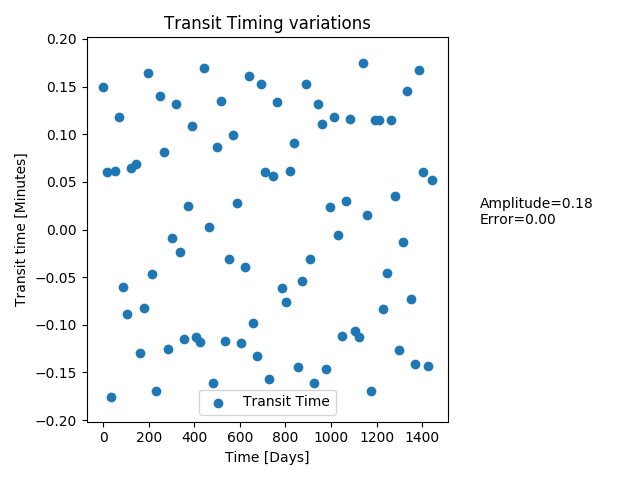 Transit Timing variations
Transit time [Minutes]
0.20
0.15
0.10
0.05
0.00
−0.05
−0.10
−0.15
−0.20
Amplitude=0.18
Error=0.00
Transit Time
0 200 400 600 800 1000 1200 1400
Time [Days]